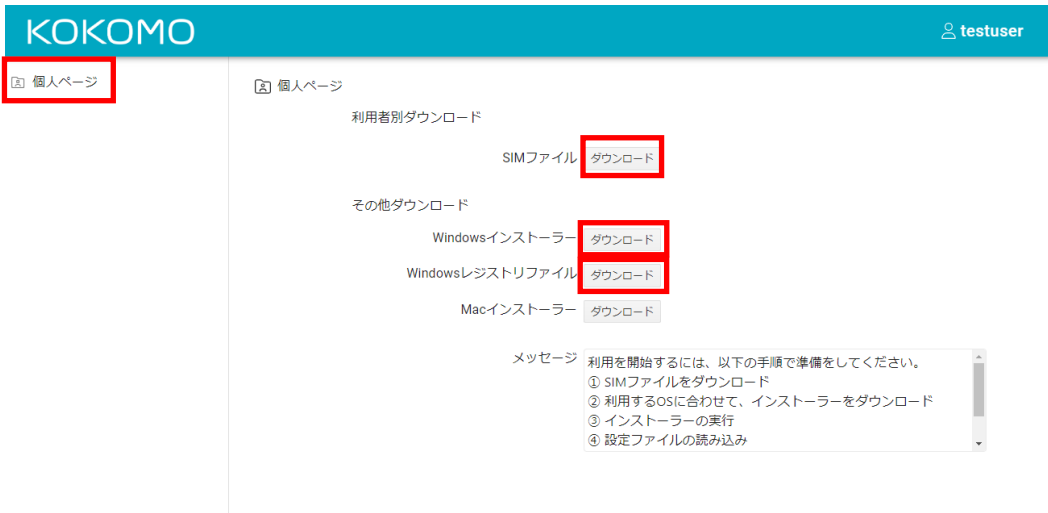 KOKOMO
testuser
個人ページ
個人ページ
利用者別ダウンロード
SIMファイル ダウンロード
その他ダウンロード
Windowsインストーラー ダウンロード
Windowsレジストリファイル ダウンロード
Macインストーラー ダウンロード
メッセージ
利用を開始するには、以下の手順で準備をしてください。
① SIMファイルをダウンロード
② 利用するOSに合わせて、インストーラーをダウンロード
③ インストーラーの実行
④ 設定ファイルの読み込み